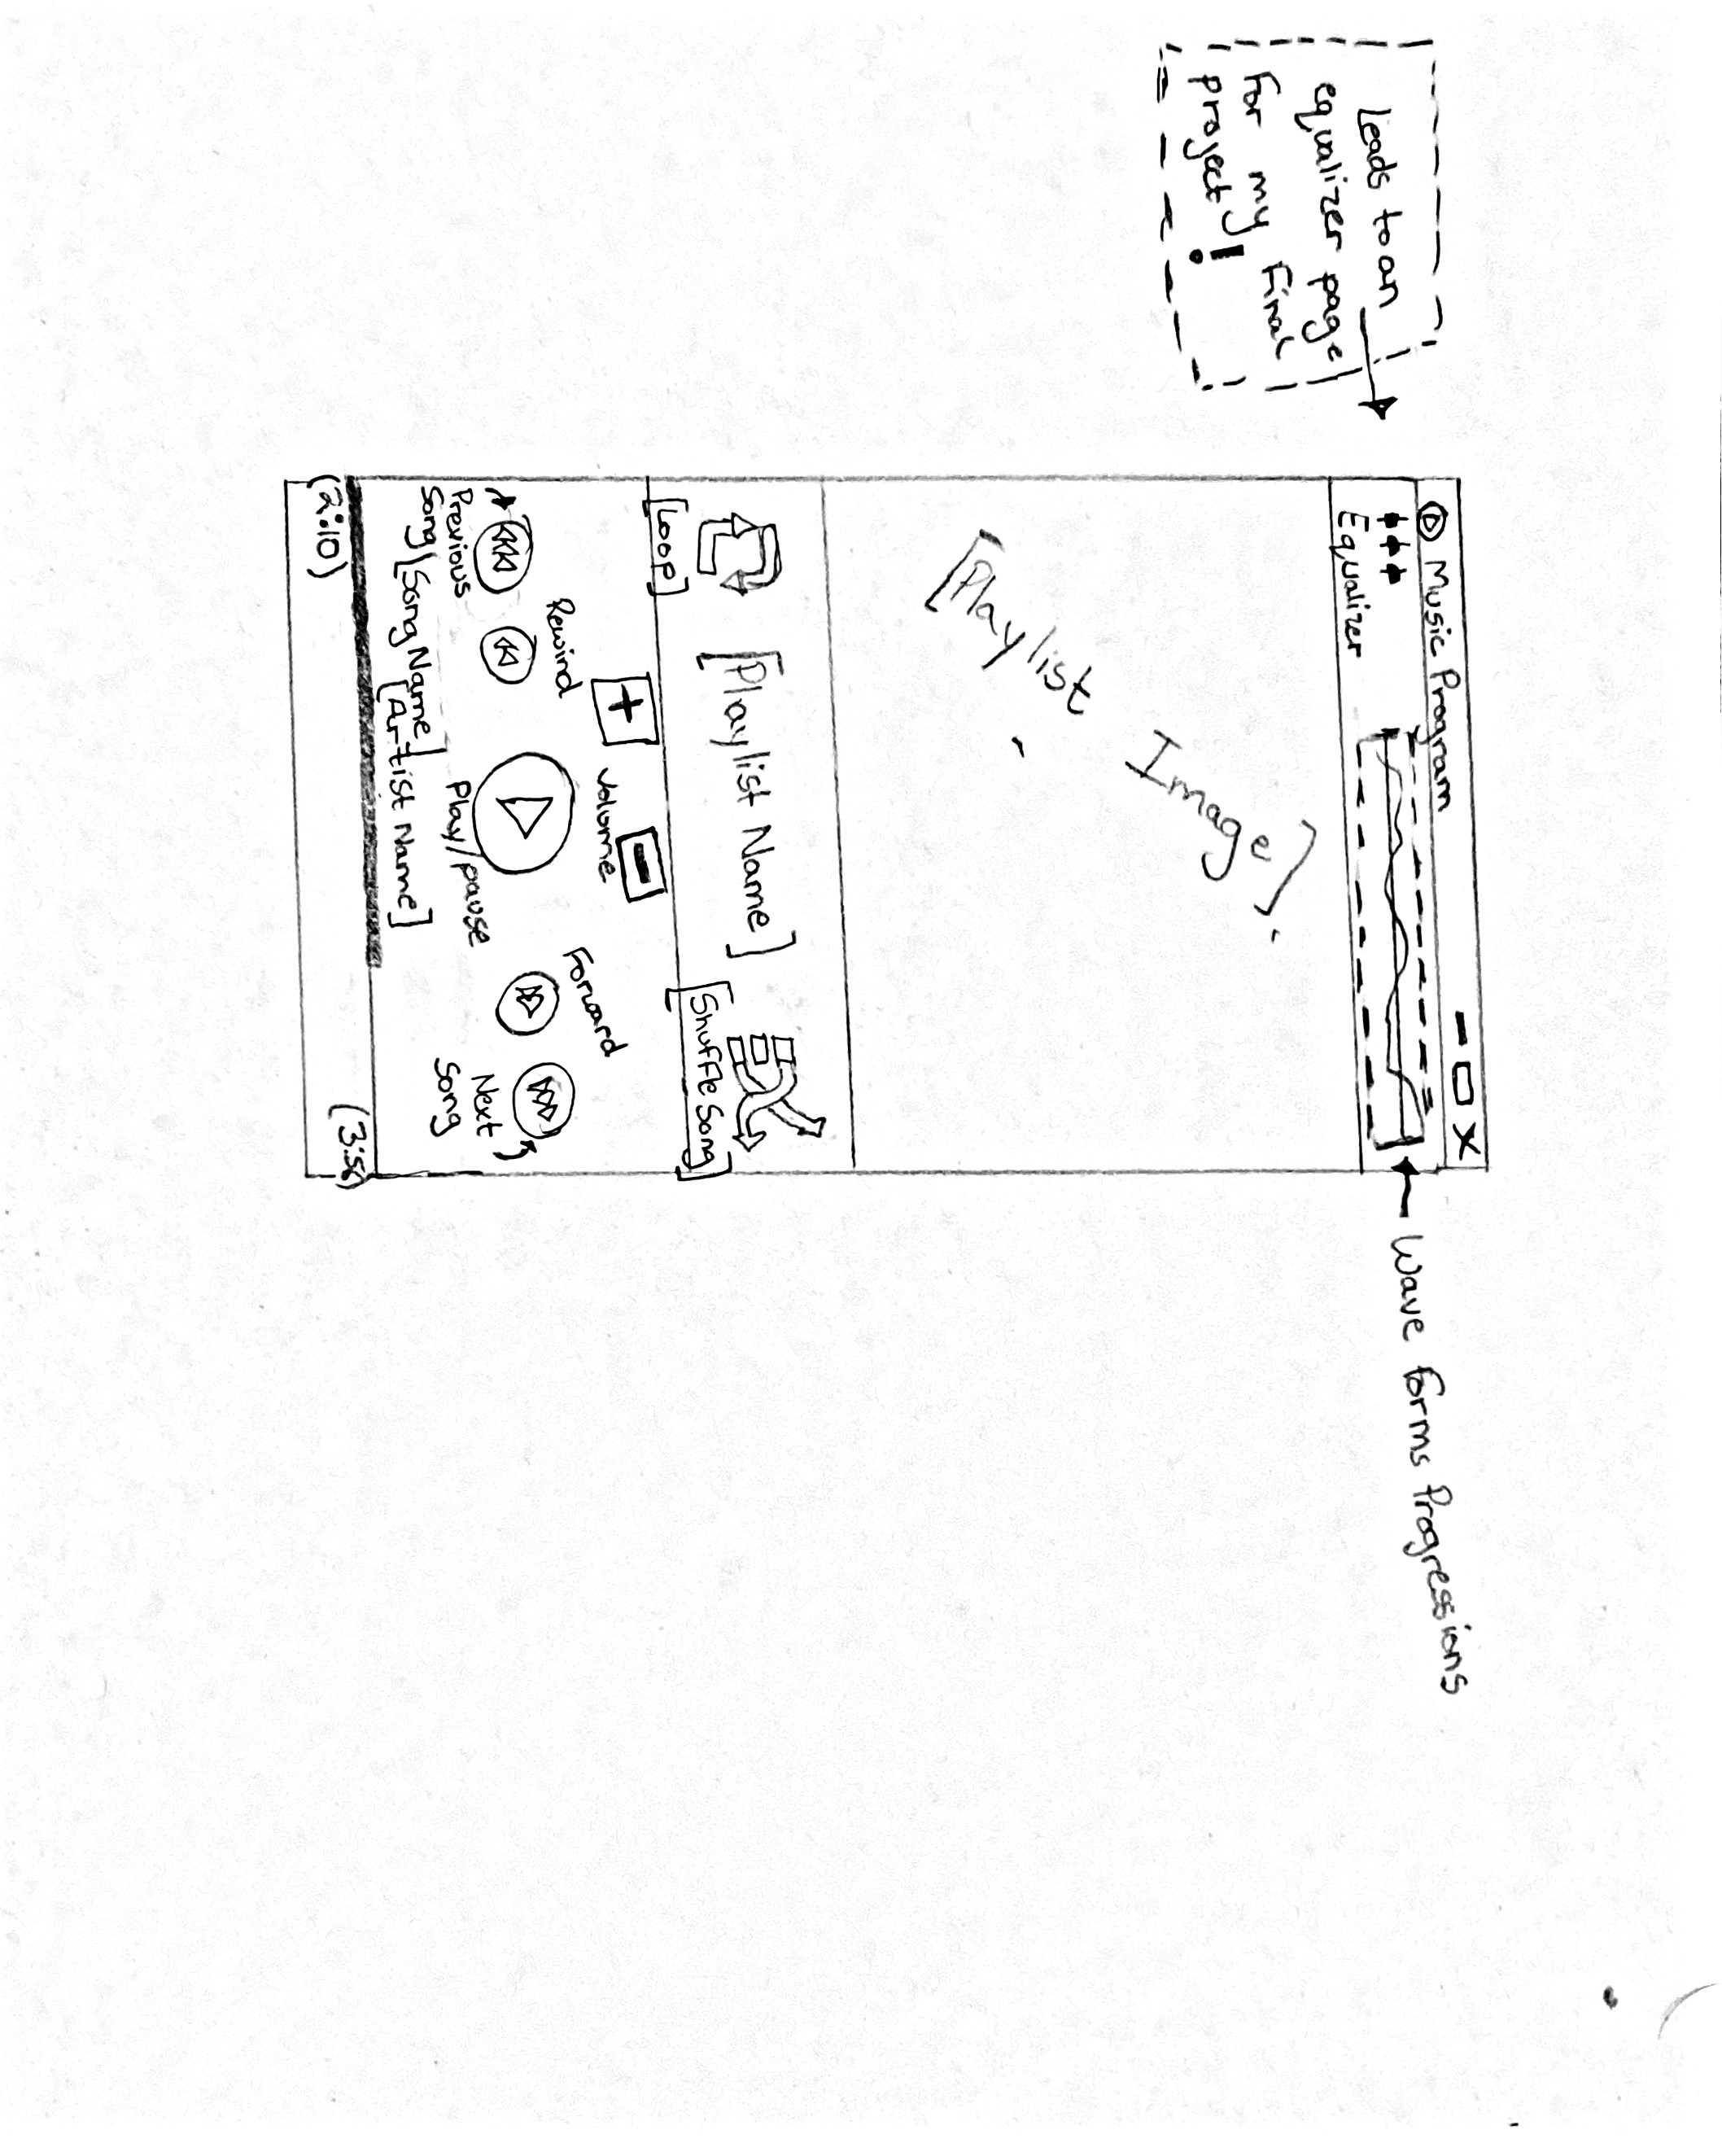 Leads to an
equalizer page
For my Final
project!
Music Program
- X
Equalizer
Wave Forms Progressions
[Playlist Image]
[Playlist Name]
[Loop]
[Shuffle Song]
+ Volume -
Rewind
Forward
Previous
Song
Play/pause
Next
Song
[Song Name]
[Artist Name]
(2:10)
(3:56)